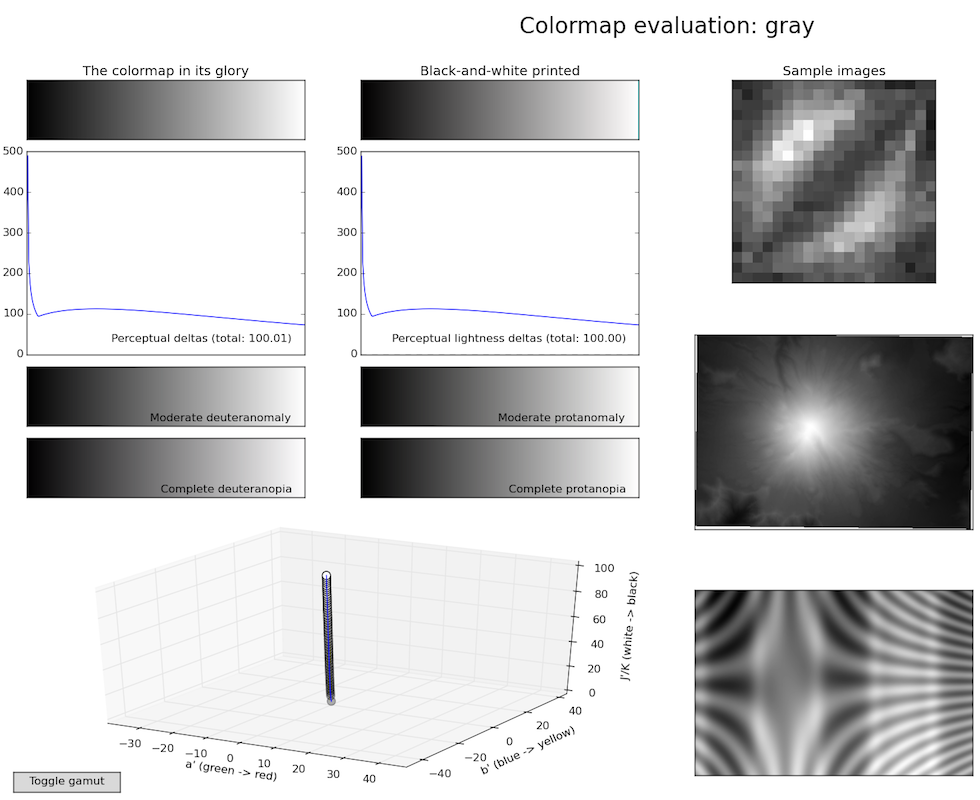 Colormap evaluation: gray
The colormap in its glory
Black-and-white printed
Sample images
500
400
300
200
100
0
Perceptual deltas (total: 100.01)
500
400
300
200
100
0
Perceptual lightness deltas (total: 100.00)
Moderate deuteranomaly
Moderate protanomaly
Complete deuteranopia
Complete protanopia
100
80
60
40
20
0
J'/K (white -> black)
−30
−20
−10
0
10
20
30
40
a' (green -> red)
−40
−20
0
20
40
b' (blue -> yellow)
Toggle gamut